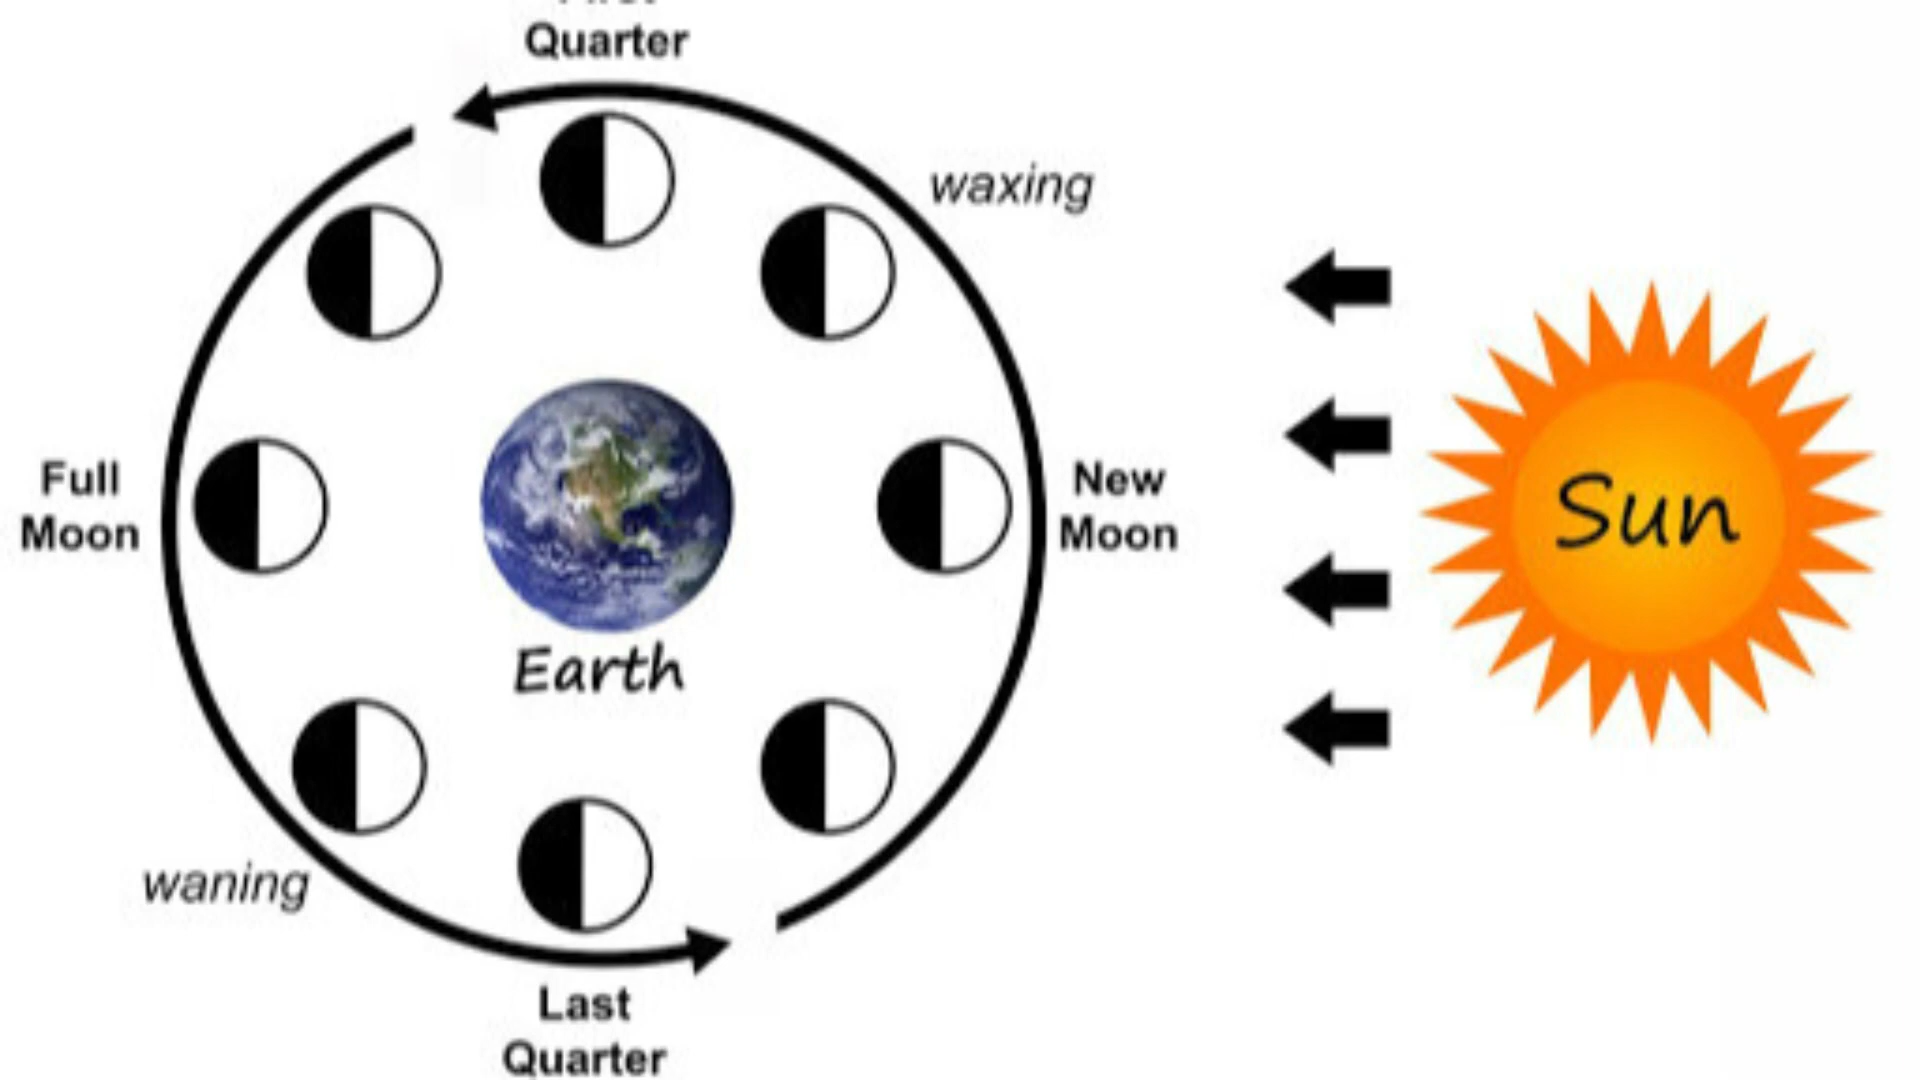 Quarter
waxing
Full
Moon
New
Moon
Sun
Earth
waning
Last
Quarter